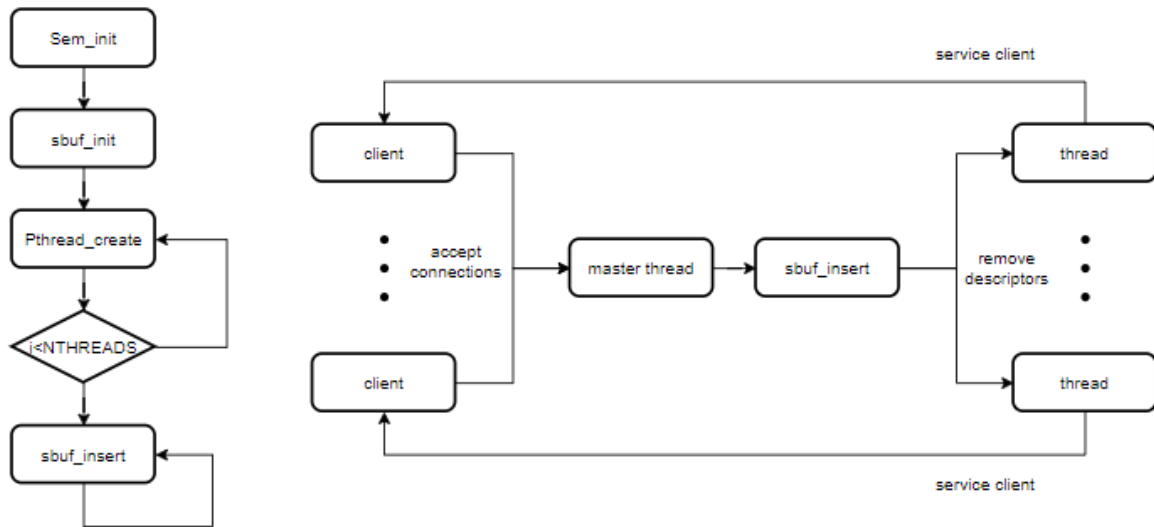 Sem_init
sbuf_init
Pthread_create
i<NTHREADS
sbuf_insert
service client
client
thread
accept
connections
master thread
sbuf_insert
remove
descriptors
client
thread
service client